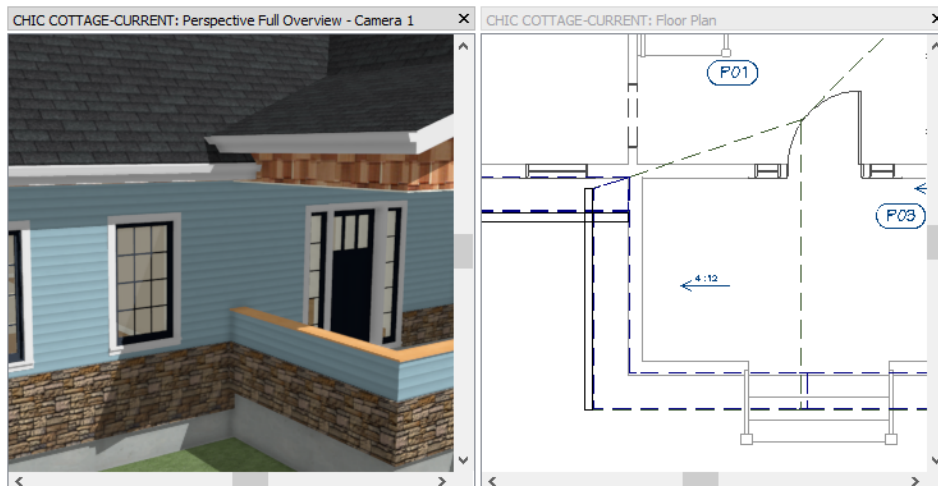 CHIC COTTAGE-CURRENT: Perspective Full Overview - Camera 1
CHIC COTTAGE-CURRENT: Floor Plan
P01
P03
4:12